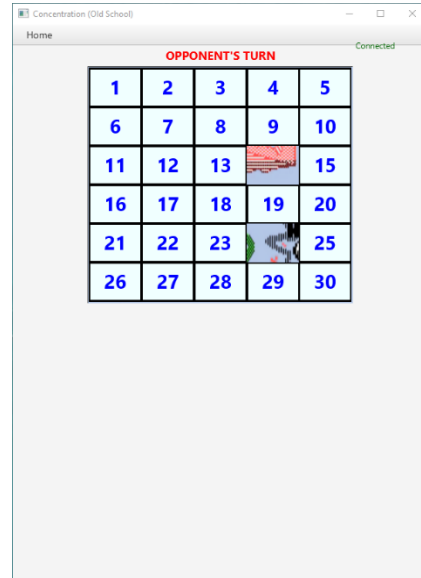 Concentration (Old School)
Home
Connected
OPPONENT'S TURN
1 2 3 4 5
6 7 8 9 10
11 12 13 15
16 17 18 19 20
21 22 23 25
26 27 28 29 30